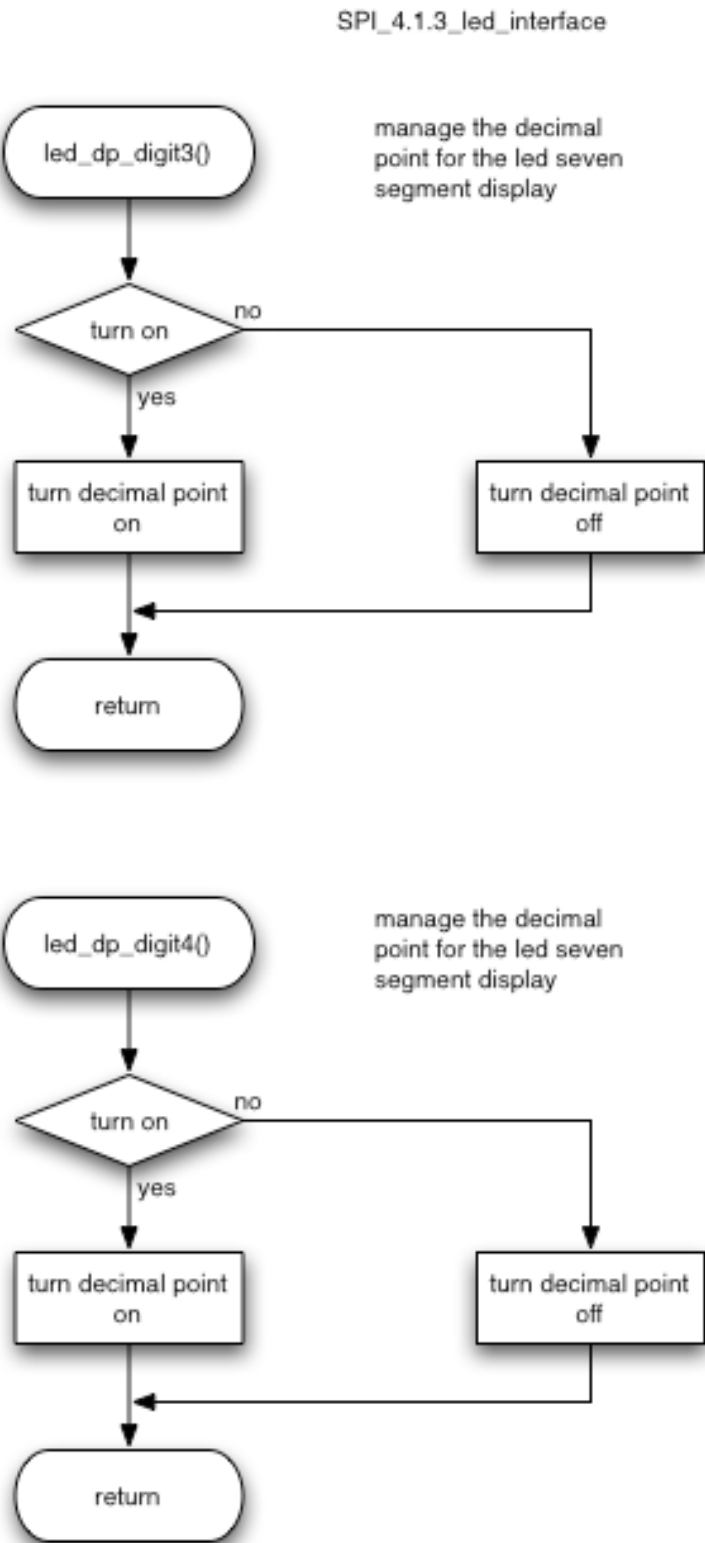 SPI_4.1.3_led_interface
led_dp_digit3()
manage the decimal
point for the led seven
segment display
turn on
no
yes
turn decimal point
on
turn decimal point
off
return
led_dp_digit4()
manage the decimal
point for the led seven
segment display
turn on
no
yes
turn decimal point
on
turn decimal point
off
return